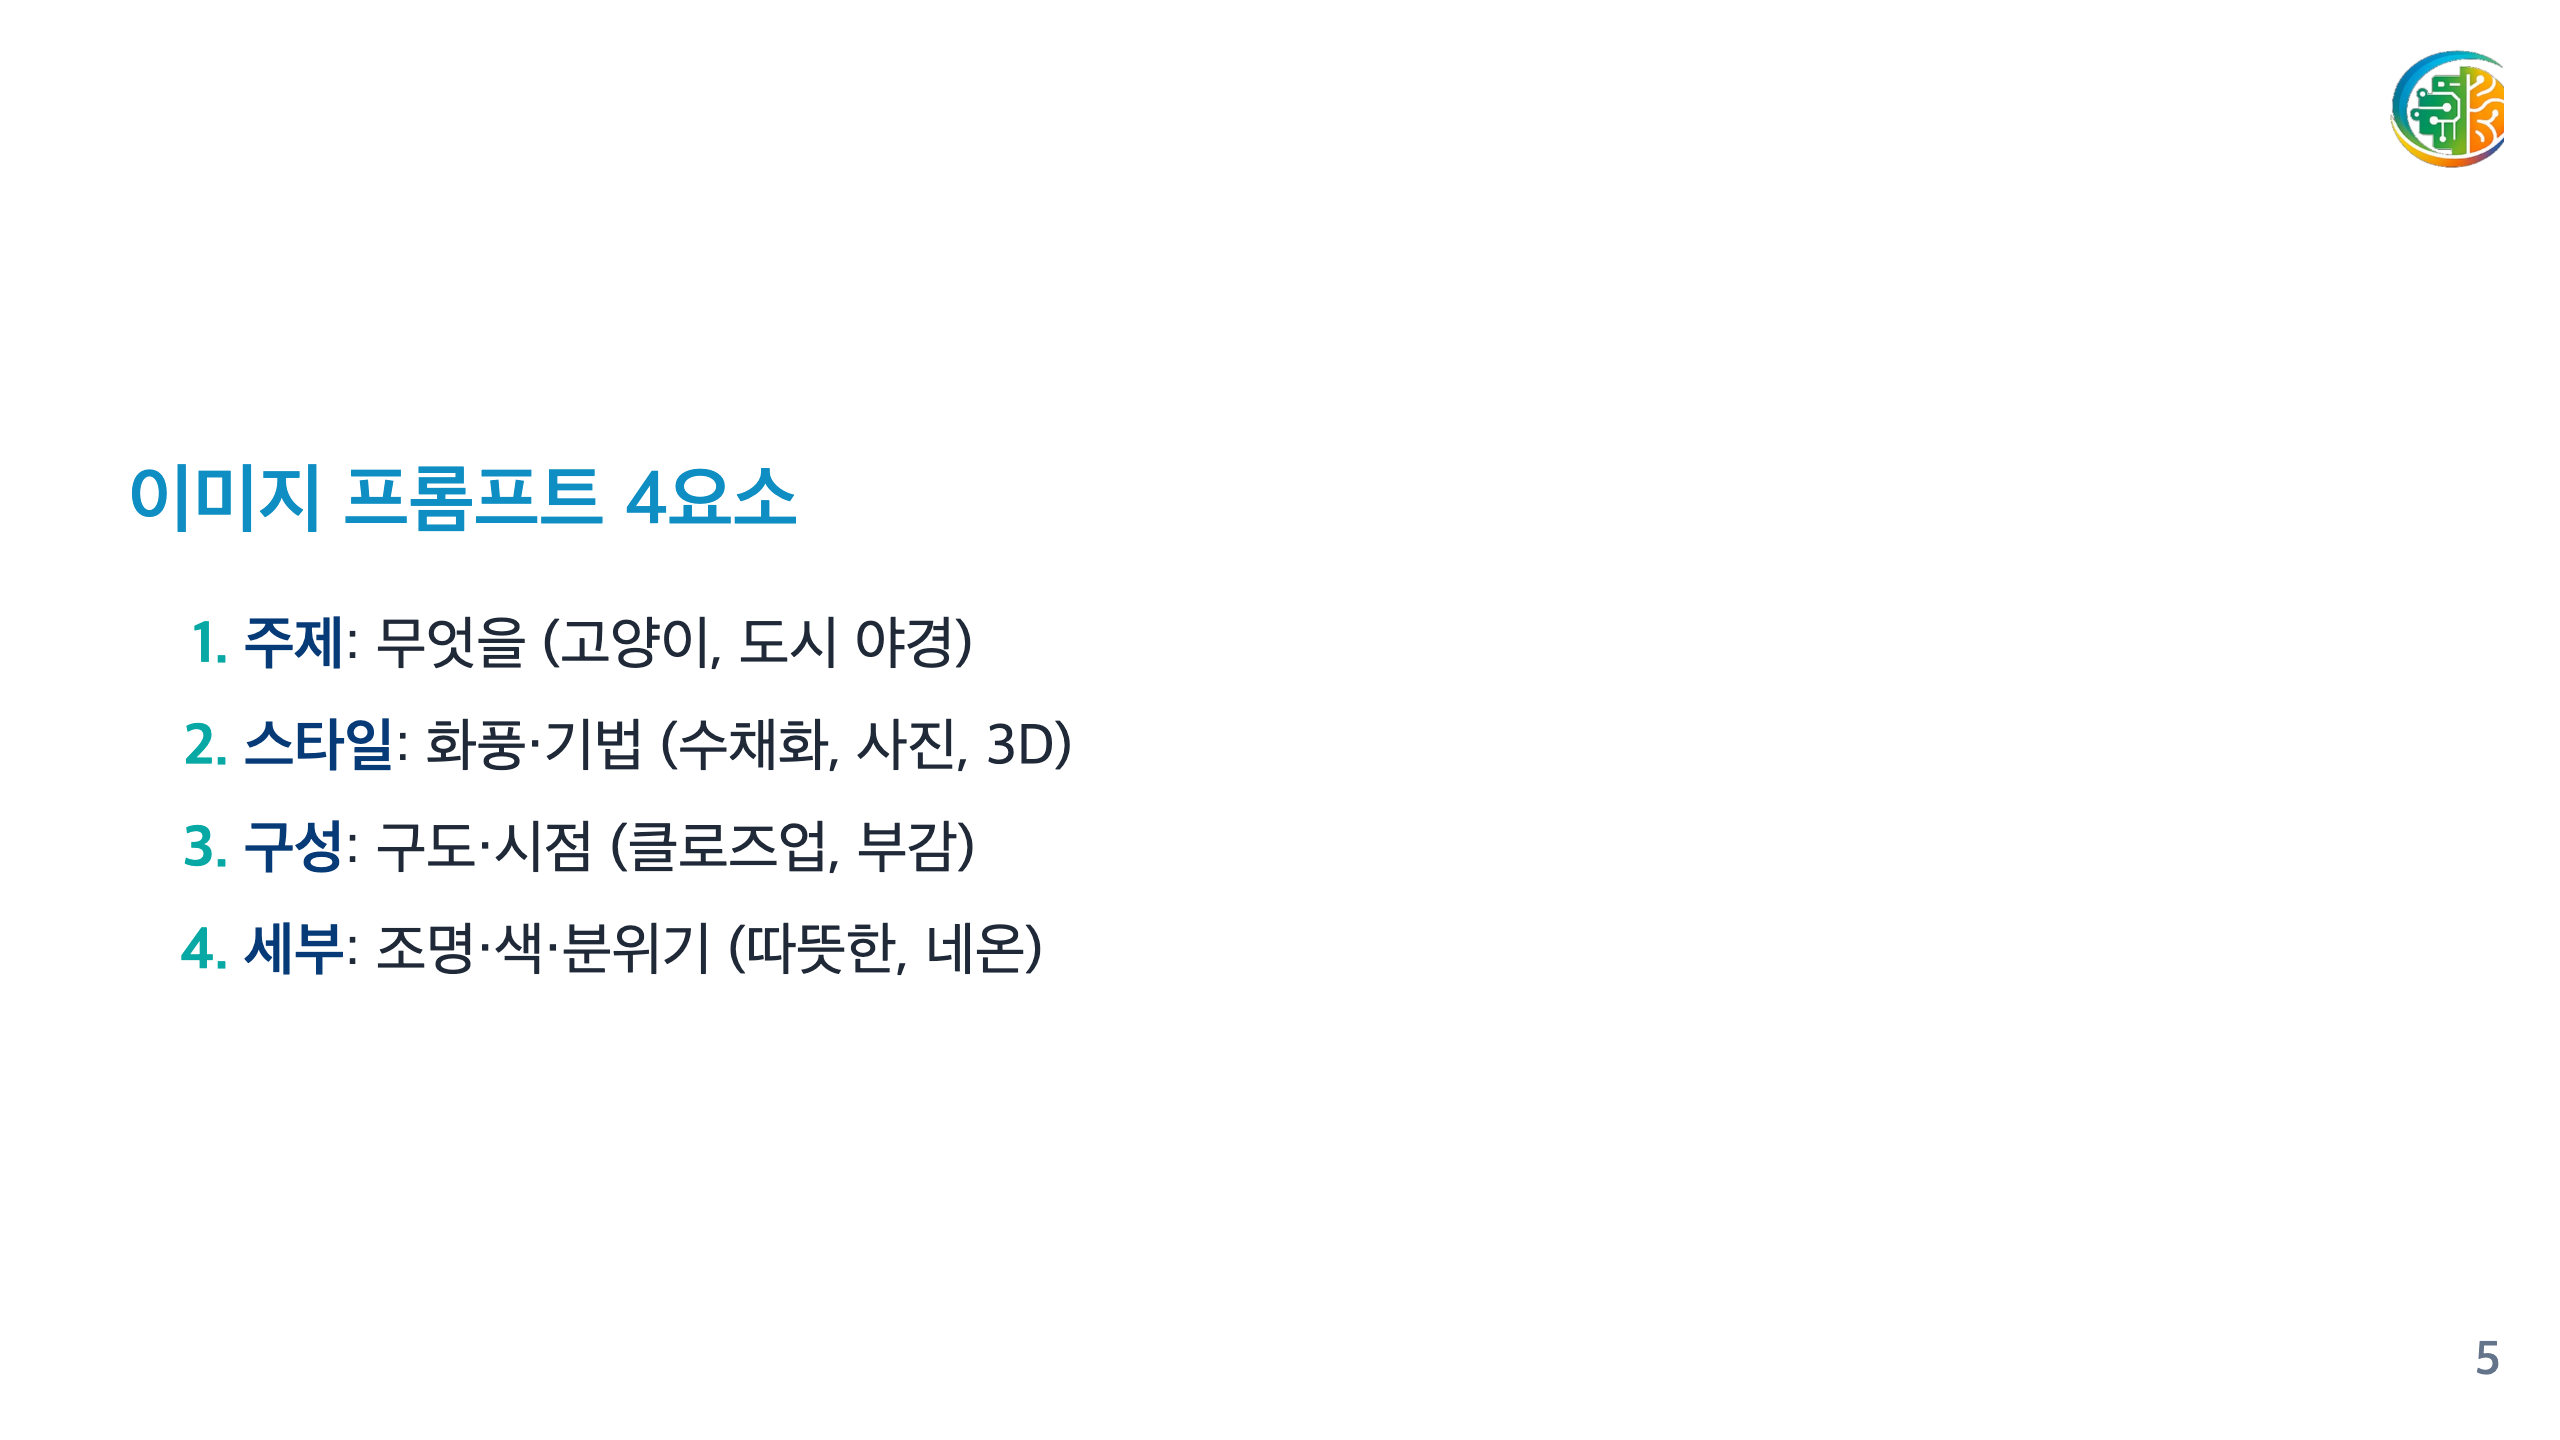 이미지 프롬프트 4요소
1. 주제: 무엇을 (고양이, 도시 야경)
2. 스타일: 화풍·기법 (수채화, 사진, 3D)
3. 구성: 구도·시점 (클로즈업, 부감)
4. 세부: 조명·색·분위기 (따뜻한, 네온)
5